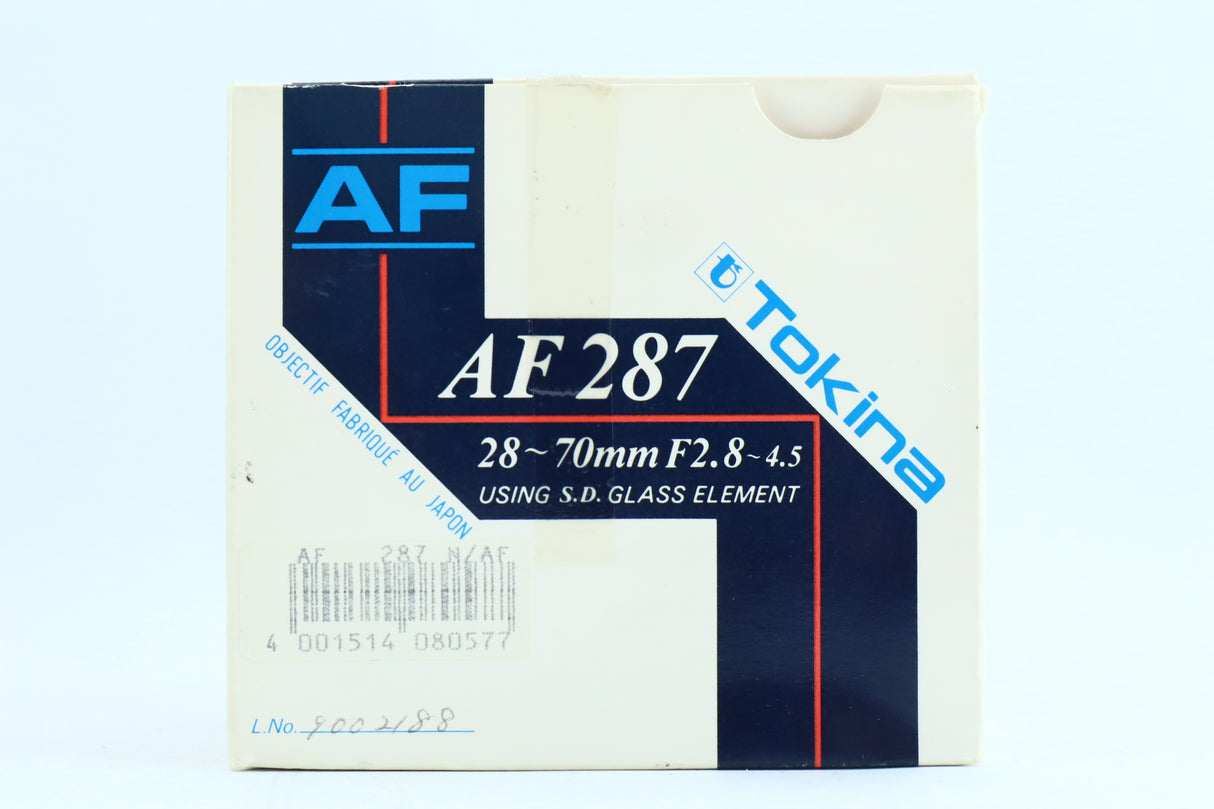 AF
Tokina
AF 287
28~70mm F2.8~4.5
USING S.D. GLASS ELEMENT
OBJECTIF FABRIQUÉ AU JAPON
AF 287 N/AF
4 001514 080577
L.No. 9002188